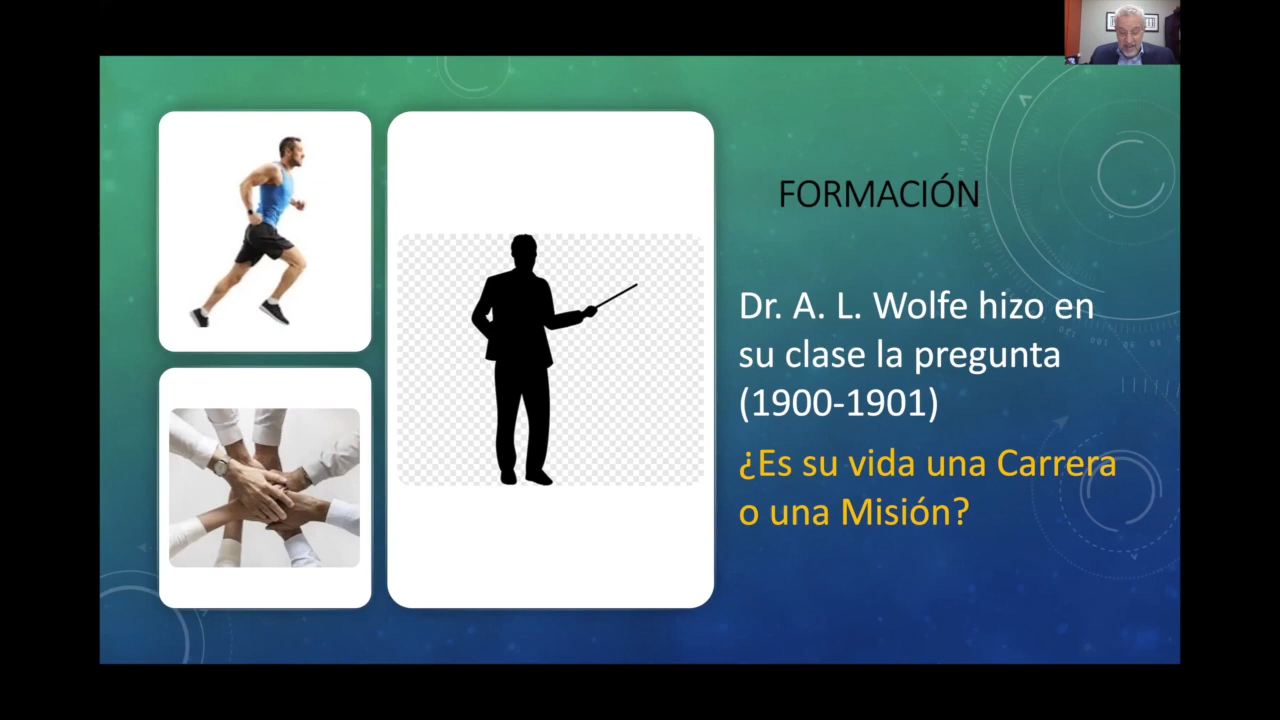 FORMACIÓN
Dr. A. L. Wolfe hizo en
su clase la pregunta
(1900-1901)
¿Es su vida una Carrera
o una Misión?